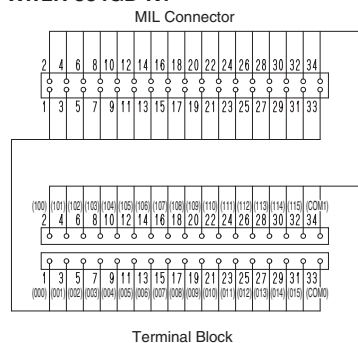 MIL Connector
2 4 6 8 10 12 14 16 18 20 22 24 26 28 30 32 34
1 3 5 7 9 11 13 15 17 19 21 23 25 27 29 31 33
(100) (101) (102) (103) (104) (105) (106) (107) (108) (109) (110) (111) (112) (113) (114) (115) (COM1)
2 4 6 8 10 12 14 16 18 20 22 24 26 28 30 32 34
1 3 5 7 9 11 13 15 17 19 21 23 25 27 29 31 33
(000) (001) (002) (003) (004) (005) (006) (007) (008) (009) (010) (011) (012) (013) (014) (015) (COM0)
Terminal Block